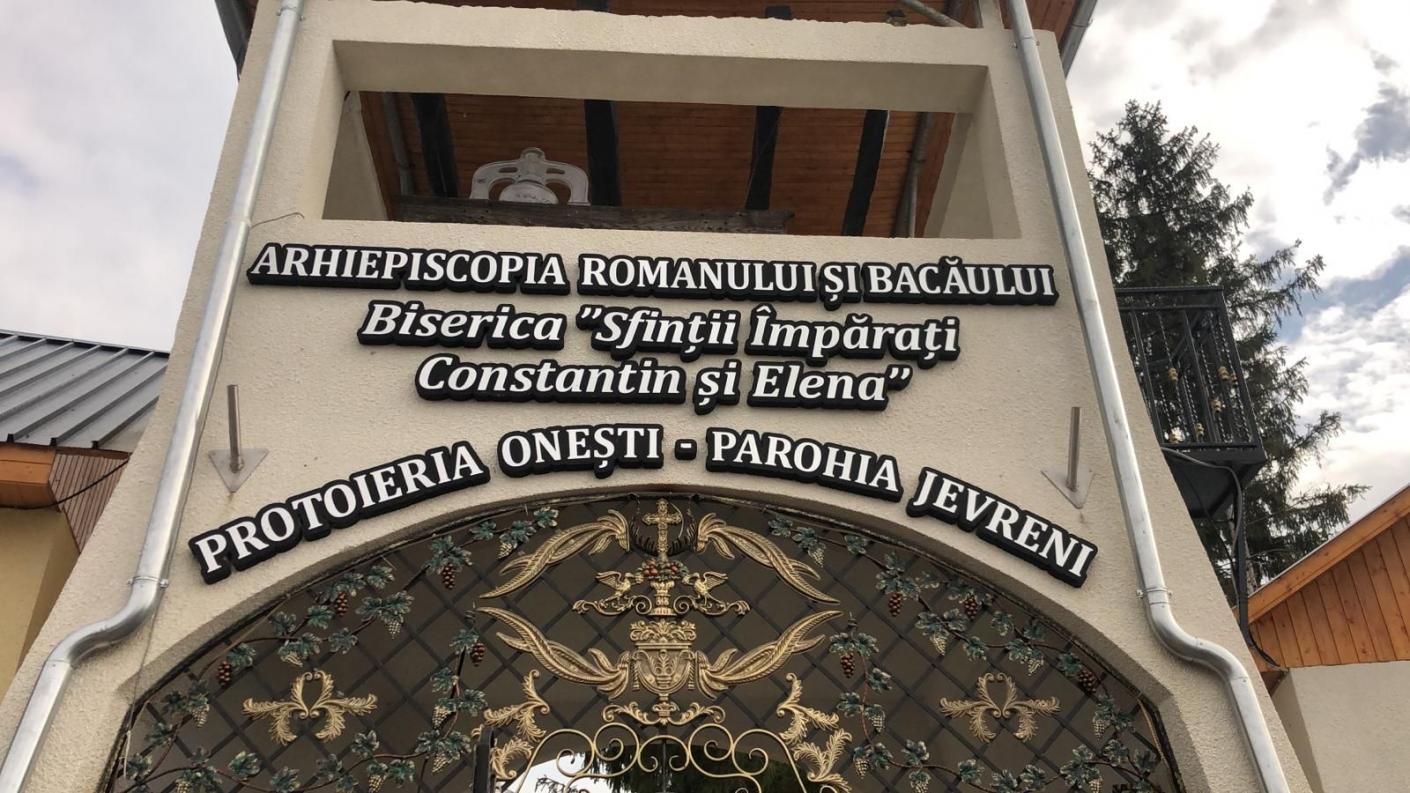 ARHIEPISCOPIA ROMANULUI ȘI BACĂULUI
Biserica "Sfinții Împărați
Constantin și Elena"
PROTOIERIA ONEȘTI - PAROHIA JEVRENI